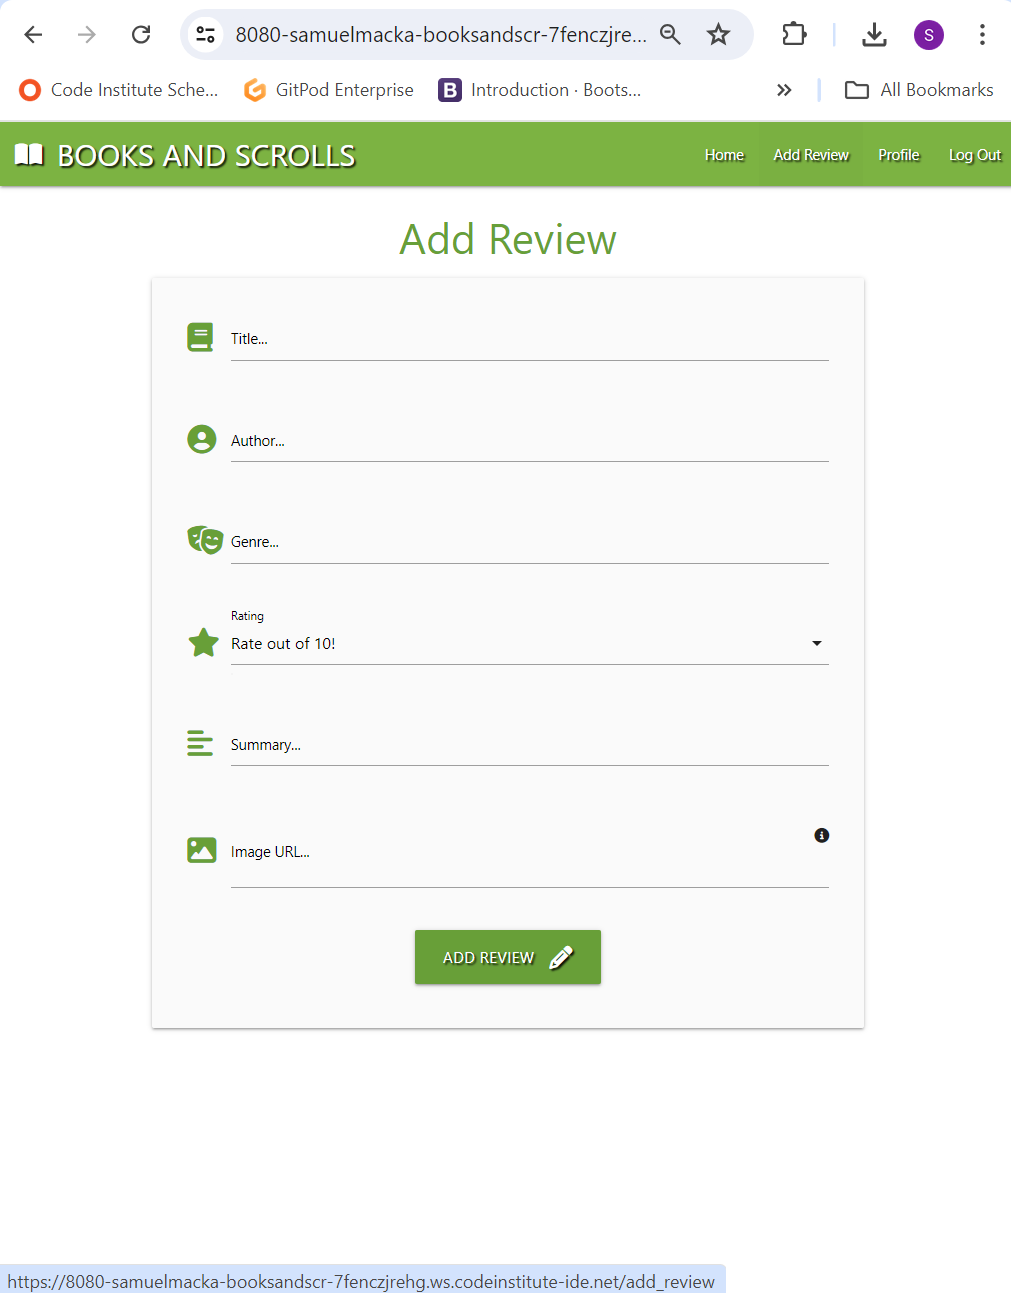 8080-samuelmacka-booksandscr-7fenczjre...
S
Code Institute Sche...
GitPod Enterprise
B
Introduction · Boots...
»
All Bookmarks
BOOKS AND SCROLLS
Home
Add Review
Profile
Log Out
Add Review
Title...
Author...
Genre...
Rating
Rate out of 10!
Summary...
Image URL...
ADD REVIEW
https://8080-samuelmacka-booksandscr-7fenczjrehg.ws.codeinstitute-ide.net/add_review